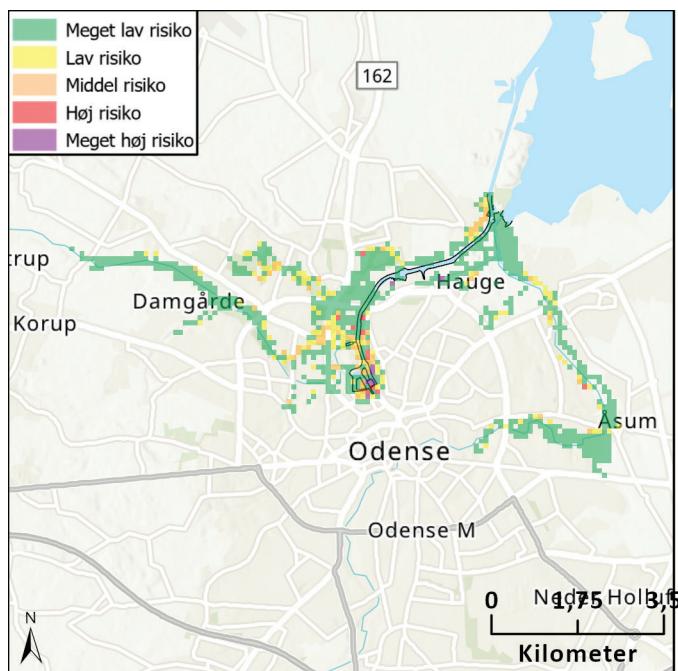 Meget lav risiko
Lav risiko
Middel risiko
Høj risiko
Meget høj risiko
162
trup
Hauge
Damgårde
Korup
Åsum
Odense
Odense M
0 1,75 3,5
Kilometer
N